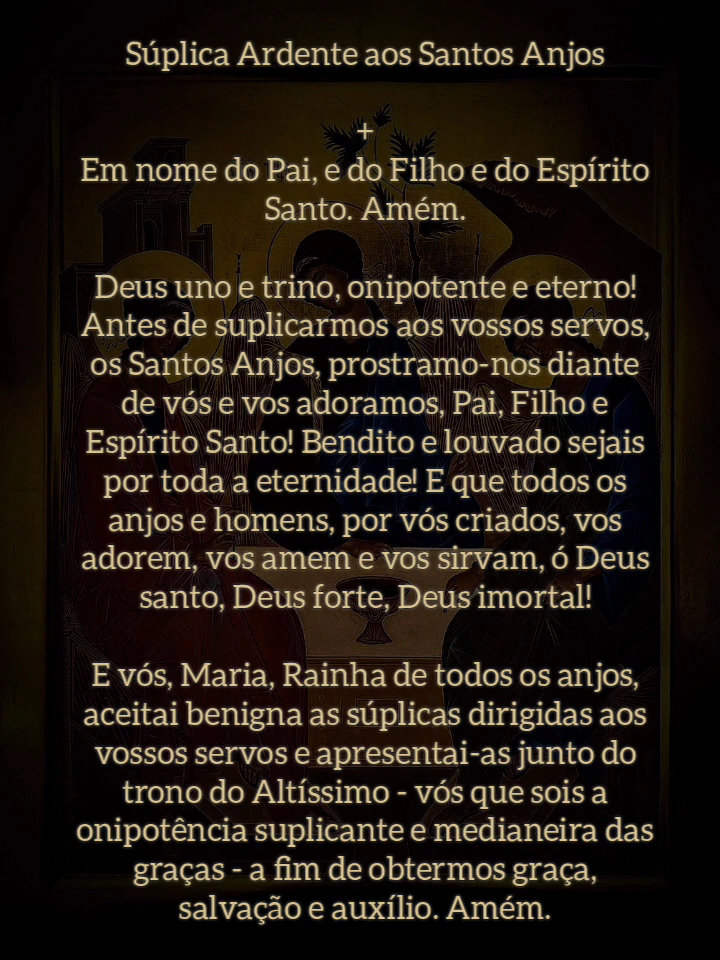 Súplica Ardente aos Santos Anjos
+
Em nome do Pai, e do Filho e do Espírito
Santo. Amém.
Deus uno e trino, onipotente e eterno!
Antes de suplicarmos aos vossos servos,
os Santos Anjos, prostramo-nos diante
de vós e vos adoramos, Pai, Filho e
Espírito Santo! Bendito e louvado sejais
por toda a eternidade! E que todos os
anjos e homens, por vós criados, vos
adorem, vos amem e vos sirvam, ó Deus
santo, Deus forte, Deus imortal!
E vós, Maria, Rainha de todos os anjos,
aceitai benigna as súplicas dirigidas aos
vossos servos e apresentai-as junto do
trono do Altíssimo - vós que sois a
onipotência suplicante e medianeira das
graças - a fim de obtermos graça,
salvação e auxílio. Amém.